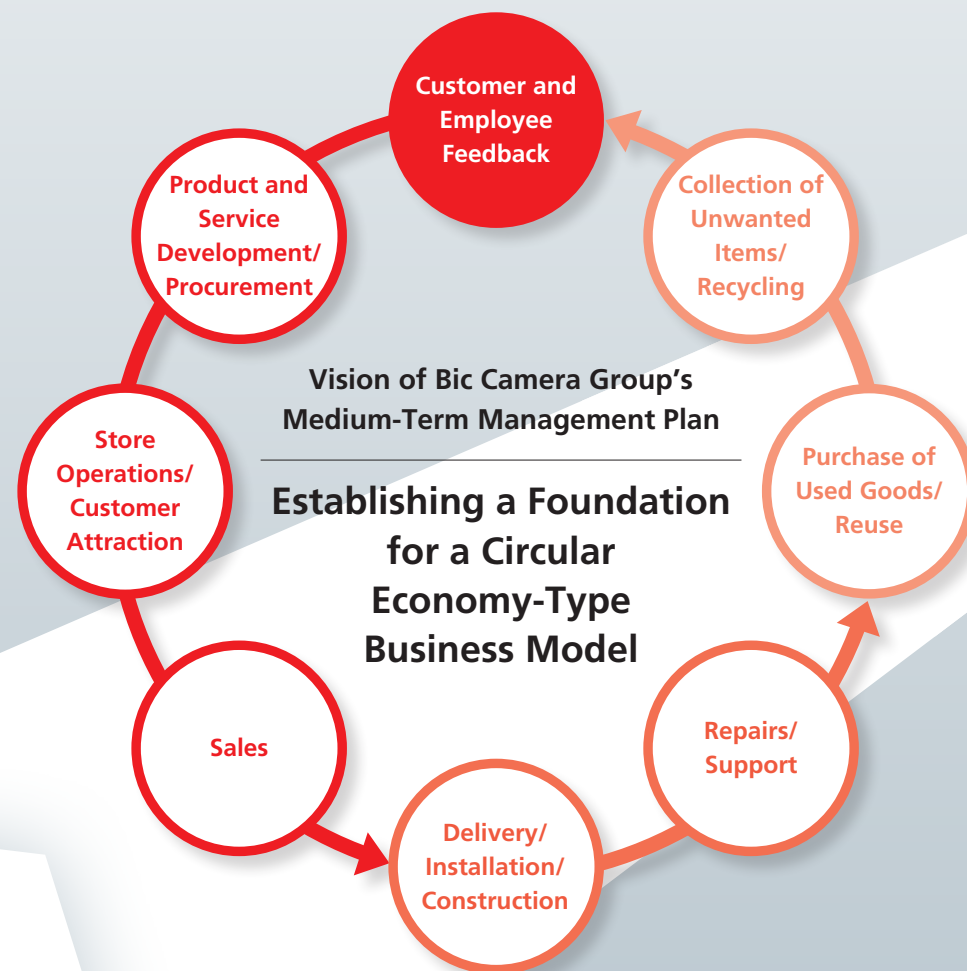 Customer and
Employee
Feedback
Product and
Service
Development/
Procurement
Collection of
Unwanted
Items/
Recycling
Vision of Bic Camera Group’s
Medium-Term Management Plan
Store
Operations/
Customer
Attraction
Establishing a Foundation
for a Circular
Economy-Type
Business Model
Purchase of
Used Goods/
Reuse
Sales
Repairs/
Support
Delivery/
Installation/
Construction